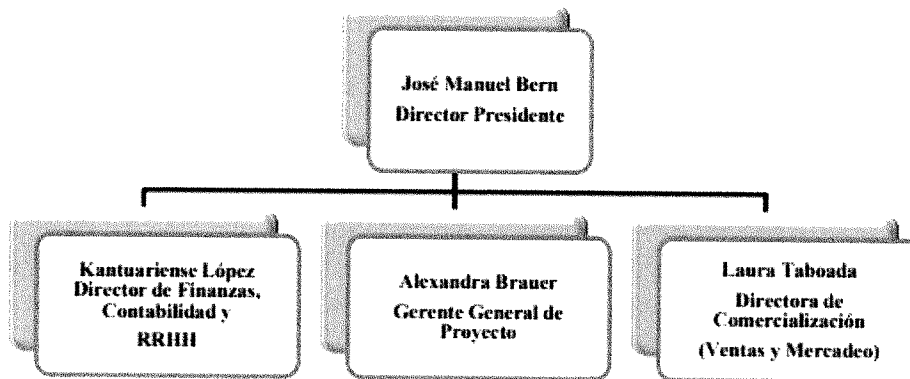 José Manuel Bern
Director Presidente
Kantuariense López
Director de Finanzas,
Contabilidad y
RRHH
Alexandra Brauer
Gerente General de
Proyecto
Laura Taboada
Directora de
Comercialización
(Ventas y Mercadeo)